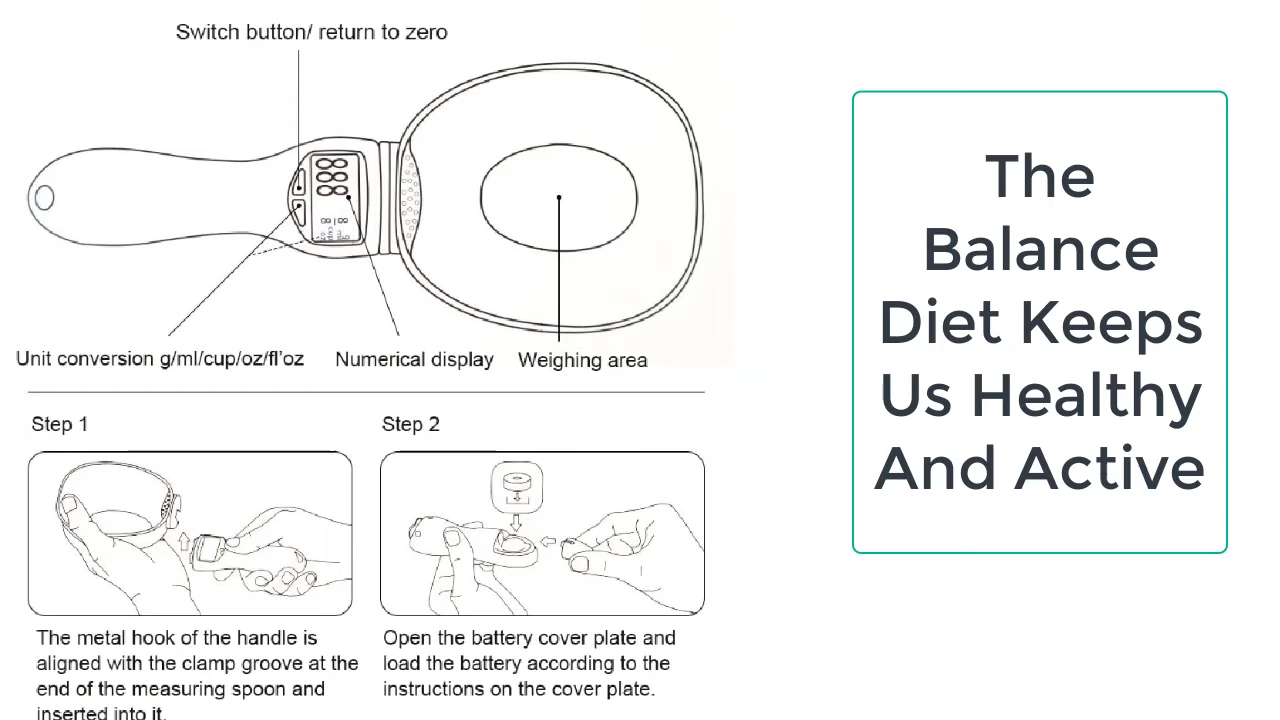 Switch button/ return to zero
Unit conversion g/ml/cup/oz/fl'oz
Numerical display
Weighing area
Step 1
Step 2
The metal hook of the handle is
aligned with the clamp groove at the
end of the measuring spoon and
inserted into it.
Open the battery cover plate and
load the battery according to the
instructions on the cover plate.
The
Balance
Diet Keeps
Us Healthy
And Active